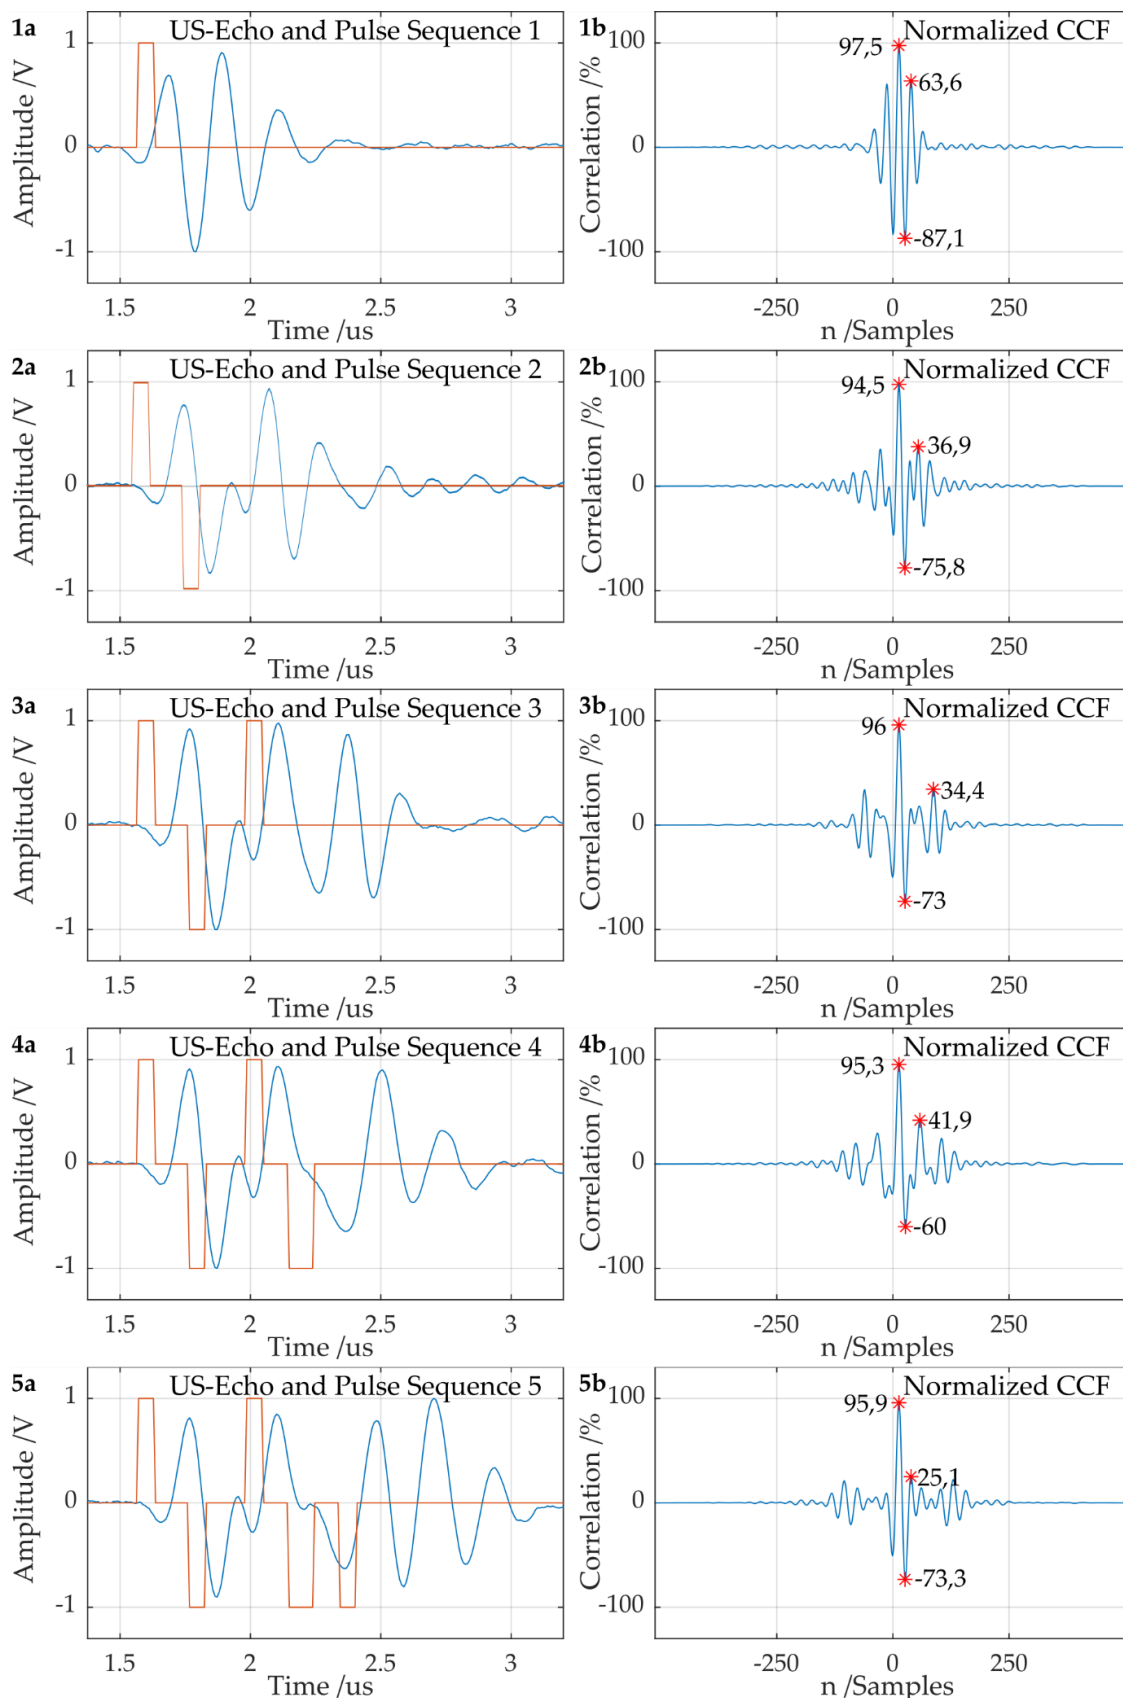 1a
US-Echo and Pulse Sequence 1
Amplitude /V
1
0
-1
1.5
2
2.5
3
Time /us
1b
Normalized CCF
Correlation /%
100
0
-100
97,5
63,6
-87,1
-250
0
250
n /Samples
2a
US-Echo and Pulse Sequence 2
Amplitude /V
1
0
-1
1.5
2
2.5
3
Time /us
2b
Normalized CCF
Correlation /%
100
0
-100
94,5
36,9
-75,8
-250
0
250
n /Samples
3a
US-Echo and Pulse Sequence 3
Amplitude /V
1
0
-1
1.5
2
2.5
3
Time /us
3b
Normalized CCF
Correlation /%
100
0
-100
96
34,4
-73
-250
0
250
n /Samples
4a
US-Echo and Pulse Sequence 4
Amplitude /V
1
0
-1
1.5
2
2.5
3
Time /us
4b
Normalized CCF
Correlation /%
100
0
-100
95,3
41,9
-60
-250
0
250
n /Samples
5a
US-Echo and Pulse Sequence 5
Amplitude /V
1
0
-1
1.5
2
2.5
3
Time /us
5b
Normalized CCF
Correlation /%
100
0
-100
95,9
25,1
-73,3
-250
0
250
n /Samples